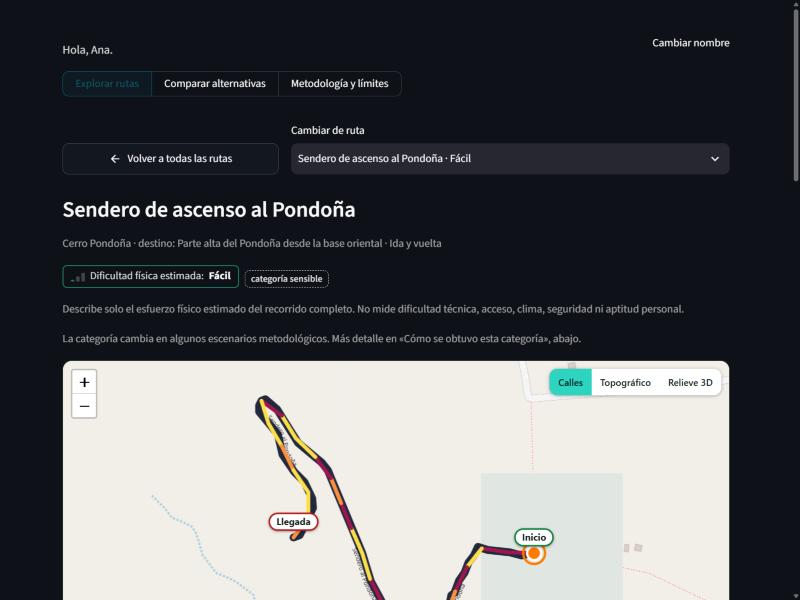 Hola, Ana.
Cambiar nombre
Explorar rutas
Comparar alternativas
Metodología y límites
Cambiar de ruta
← Volver a todas las rutas
Sendero de ascenso al Pondoña · Fácil
Sendero de ascenso al Pondoña
Cerro Pondoña · destino: Parte alta del Pondoña desde la base oriental · Ida y vuelta
Dificultad física estimada: Fácil
categoría sensible
Describe solo el esfuerzo físico estimado del recorrido completo. No mide dificultad técnica, acceso, clima, seguridad ni aptitud personal.
La categoría cambia en algunos escenarios metodológicos. Más detalle en «Cómo se obtuvo esta categoría», abajo.
+
−
Calles
Topográfico
Relieve 3D
Llegada
Inicio